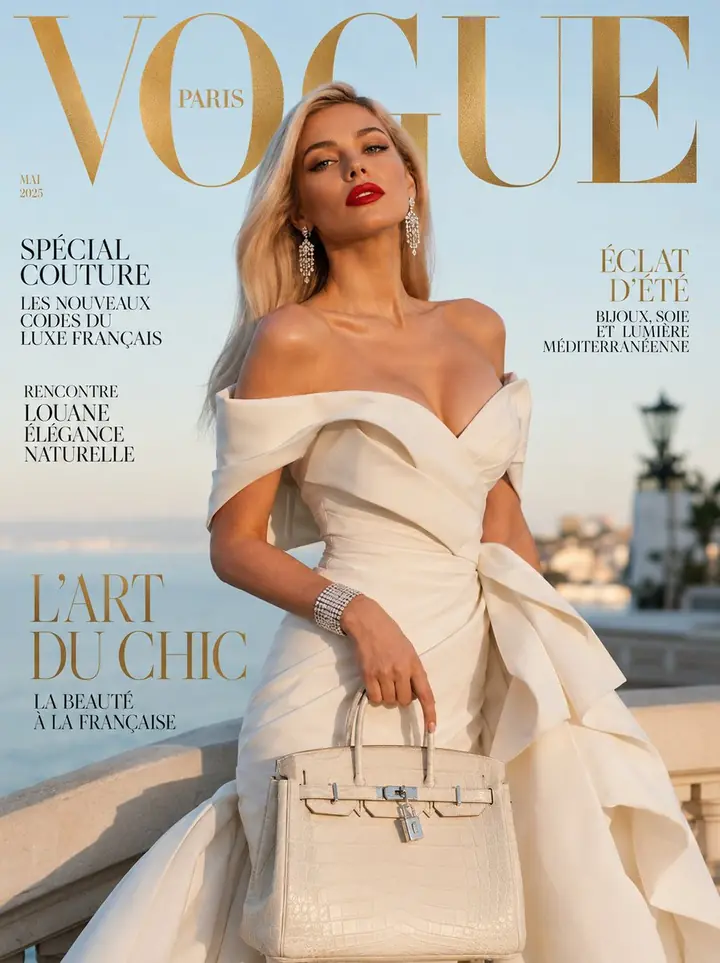 VOGUE
PARIS
MAI
2025
SPÉCIAL
COUTURE
LES NOUVEAUX
CODES DU
LUXE FRANÇAIS
RENCONTRE
LOUANE
ÉLÉGANCE
NATURELLE
ÉCLAT
D'ÉTÉ
BIJOUX, SOIE
ET LUMIÈRE
MÉDITERRANÉENNE
L'ART
DU CHIC
LA BEAUTÉ
À LA FRANÇAISE